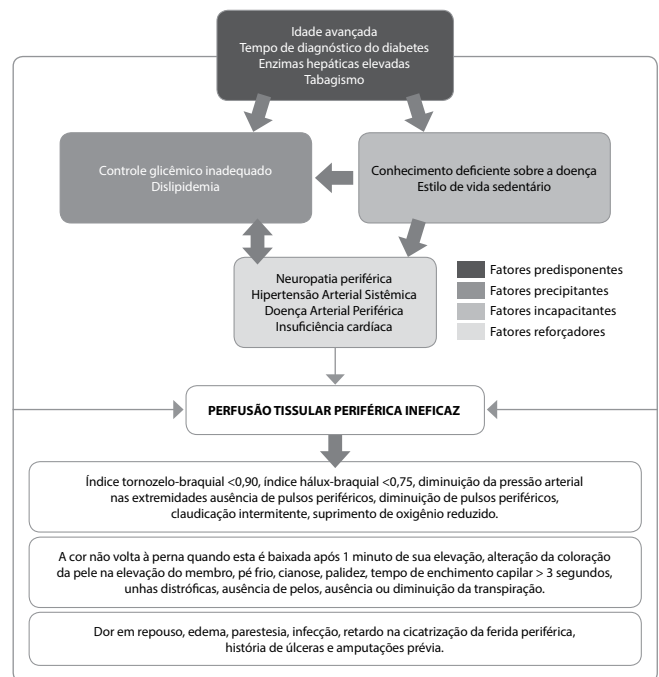 Idade avançada
Tempo de diagnóstico do diabetes
Enzimas hepáticas elevadas
Tabagismo
Controle glicêmico inadequado
Dislipidemia
Conhecimento deficiente sobre a doença
Estilo de vida sedentário
Neuropatia periférica
Hipertensão Arterial Sistêmica
Doença Arterial Periférica
Insuficiência cardíaca
Fatores predisponentes
Fatores precipitantes
Fatores incapacitantes
Fatores reforçadores
PERFUSÃO TISSULAR PERIFÉRICA INEFICAZ
Índice tornozelo-braquial <0,90, índice hálux-braquial <0,75, diminuição da pressão arterial
nas extremidades ausência de pulsos periféricos, diminuição de pulsos periféricos,
claudicação intermitente, suprimento de oxigênio reduzido.
A cor não volta à perna quando esta é baixada após 1 minuto de sua elevação, alteração da coloração
da pele na elevação do membro, pé frio, cianose, palidez, tempo de enchimento capilar > 3 segundos,
unhas distróficas, ausência de pelos, ausência ou diminuição da transpiração.
Dor em repouso, edema, parestesia, infecção, retardo na cicatrização da ferida periférica,
história de úlceras e amputações prévia.